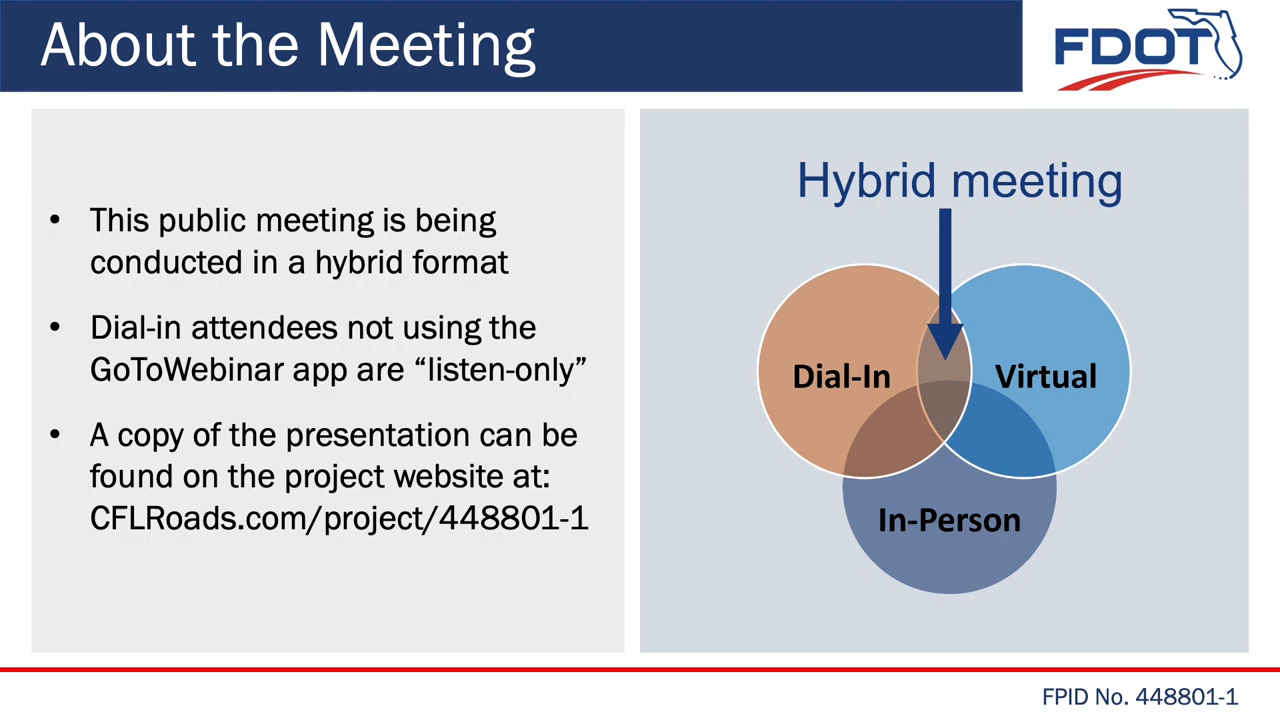 About the Meeting
FDOT
• This public meeting is being
conducted in a hybrid format
• Dial-in attendees not using the
GoToWebinar app are “listen-only”
• A copy of the presentation can be
found on the project website at:
CFLRoads.com/project/448801-1
Hybrid meeting
Dial-In
Virtual
In-Person
FPID No. 448801-1